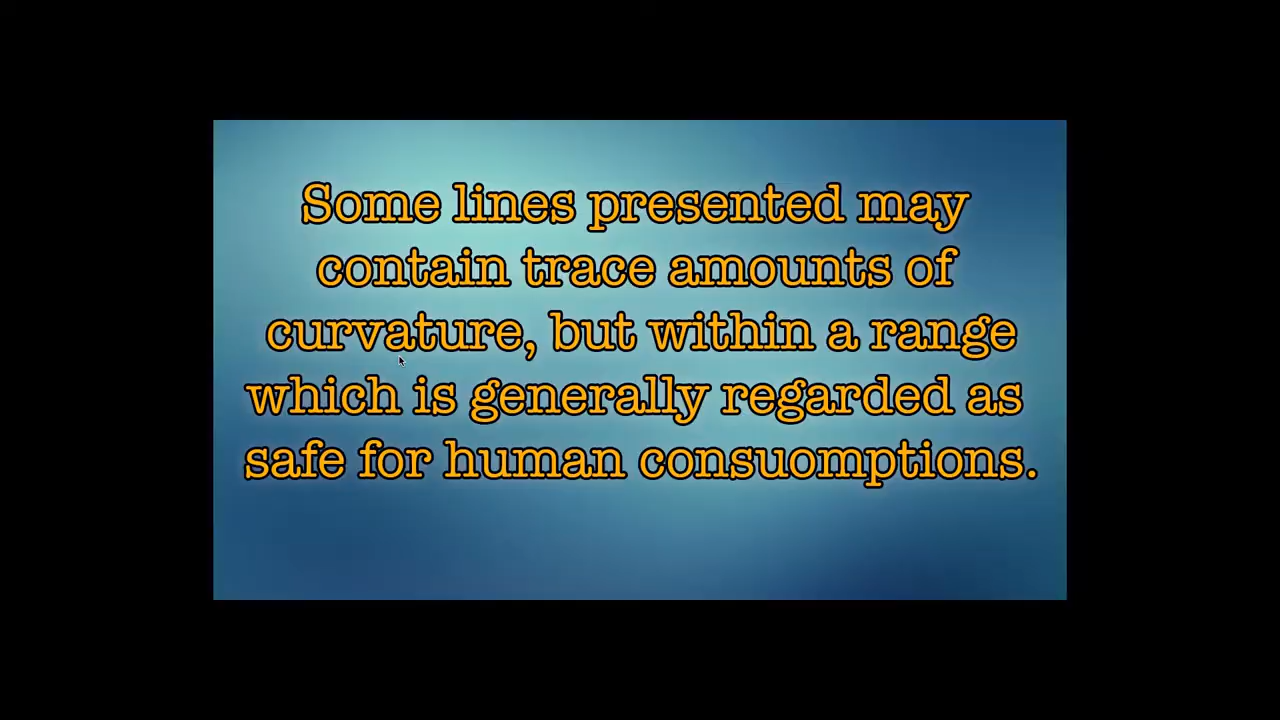 Some lines presented may
contain trace amounts of
curvature, but within a range
which is generally regarded as
safe for human consuomptions.